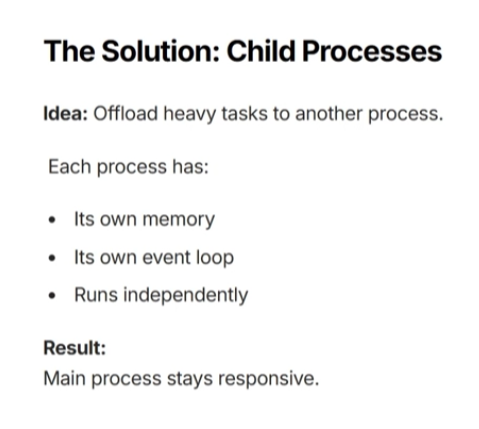 The Solution: Child Processes
Idea: Offload heavy tasks to another process.
Each process has:
• Its own memory
• Its own event loop
• Runs independently
Result:
Main process stays responsive.